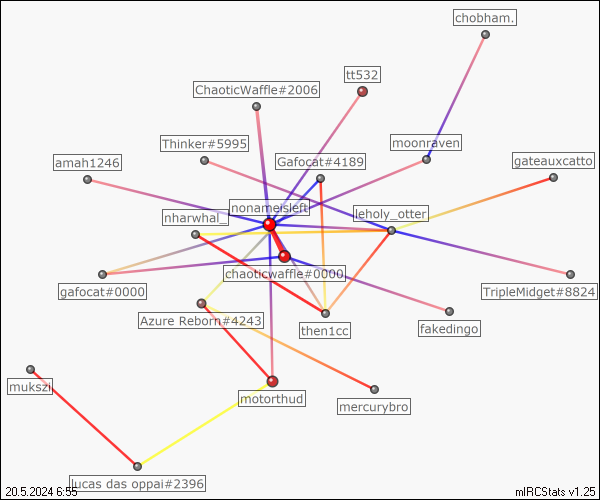 chobham.
tt532
ChaoticWaffle#2006
Thinker#5995
moonraven
Gafocat#4189
amah1246
gateauxcatto
nonamersleft
leholy_otter
nharwhal_
chaoticwaffle#0000
gafocat#0000
TripleMidget#8824
Azure Reborn#4243
then1cc
fakedingo
mukszi
motorthud
mercurybro
lucas das oppai#2396
20.5.2024 6:55
mIRCStats v1.25